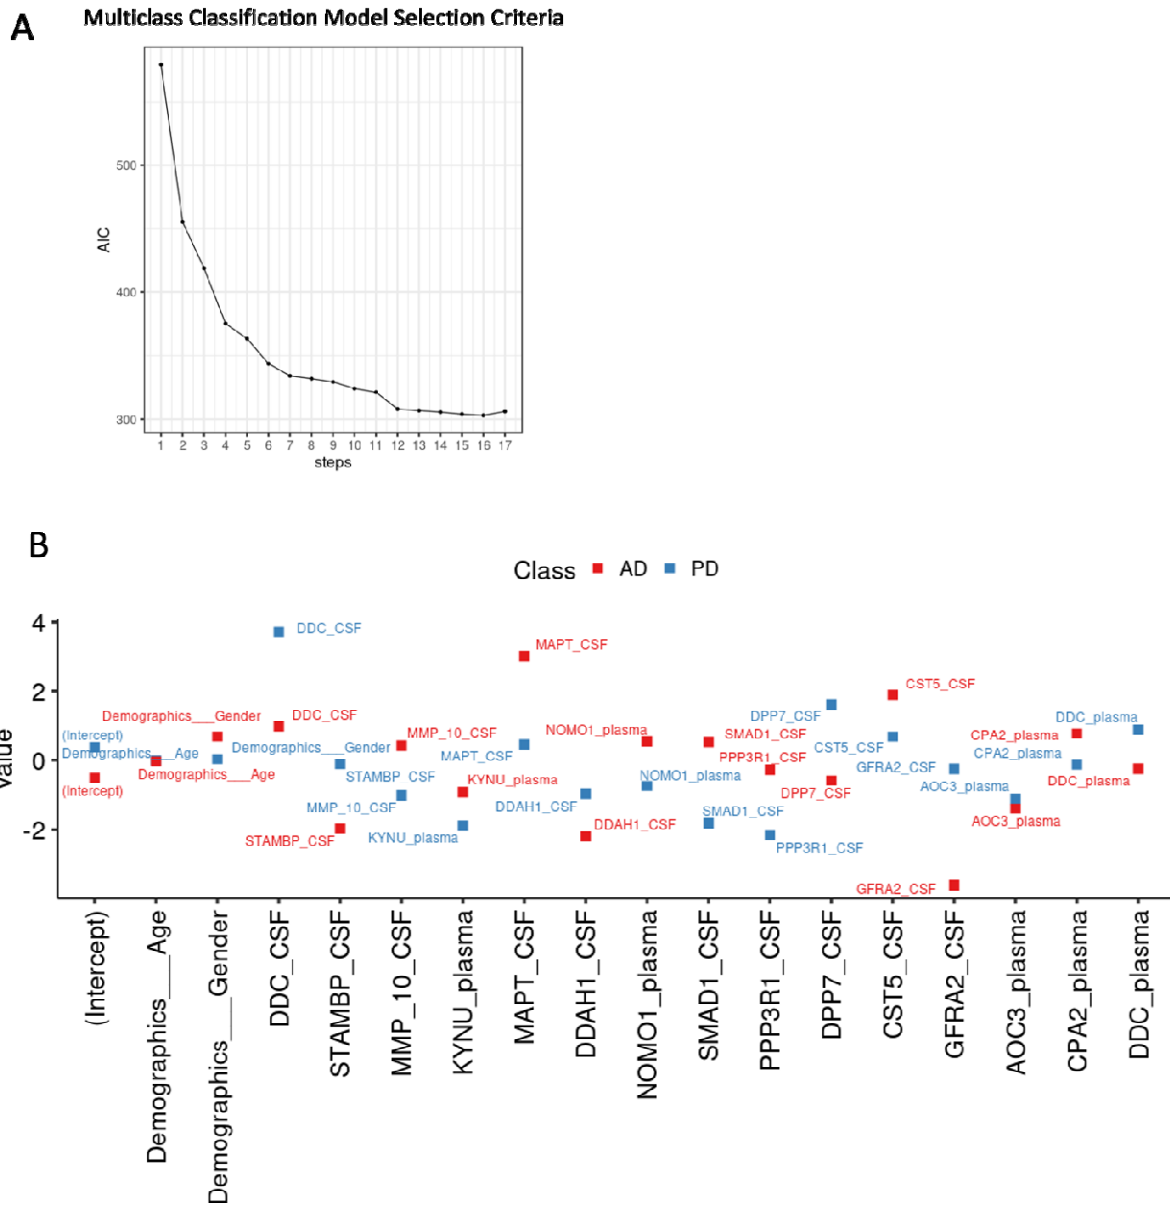 A
Multiclass Classification Model Selection Criteria
500
400
300
AIC
1 2 3 4 5 6 7 8 9 10 11 12 13 14 15 16 17
steps
B
Class AD PD
4
2
0
-2
Value
DDC_CSF
MAPT_CSF
CST5_CSF
Demographics___Gender
DDC_CSF
DPP7_CSF
DDC_plasma
(Intercept)
MMP_10_CSF
NOMO1_plasma
SMAD1_CSF
CPA2_plasma
Demographics___Age
Demographics___Gender
MAPT_CSF
PPP3R1_CSF
CST5_CSF
CPA2_plasma
Demographics___Age
STAMBP_CSF
KYNU_plasma
NOMO1_plasma
GFRA2_CSF
DDC_plasma
(Intercept)
MMP_10_CSF
DDAH1_CSF
DPP7_CSF
AOC3_plasma
STAMBP_CSF
KYNU_plasma
DDAH1_CSF
SMAD1_CSF
AOC3_plasma
PPP3R1_CSF
GFRA2_CSF
(Intercept)
Demographics___Age
Demographics___Gender
DDC_CSF
STAMBP_CSF
MMP_10_CSF
KYNU_plasma
MAPT_CSF
DDAH1_CSF
NOMO1_plasma
SMAD1_CSF
PPP3R1_CSF
DPP7_CSF
CST5_CSF
GFRA2_CSF
AOC3_plasma
CPA2_plasma
DDC_plasma